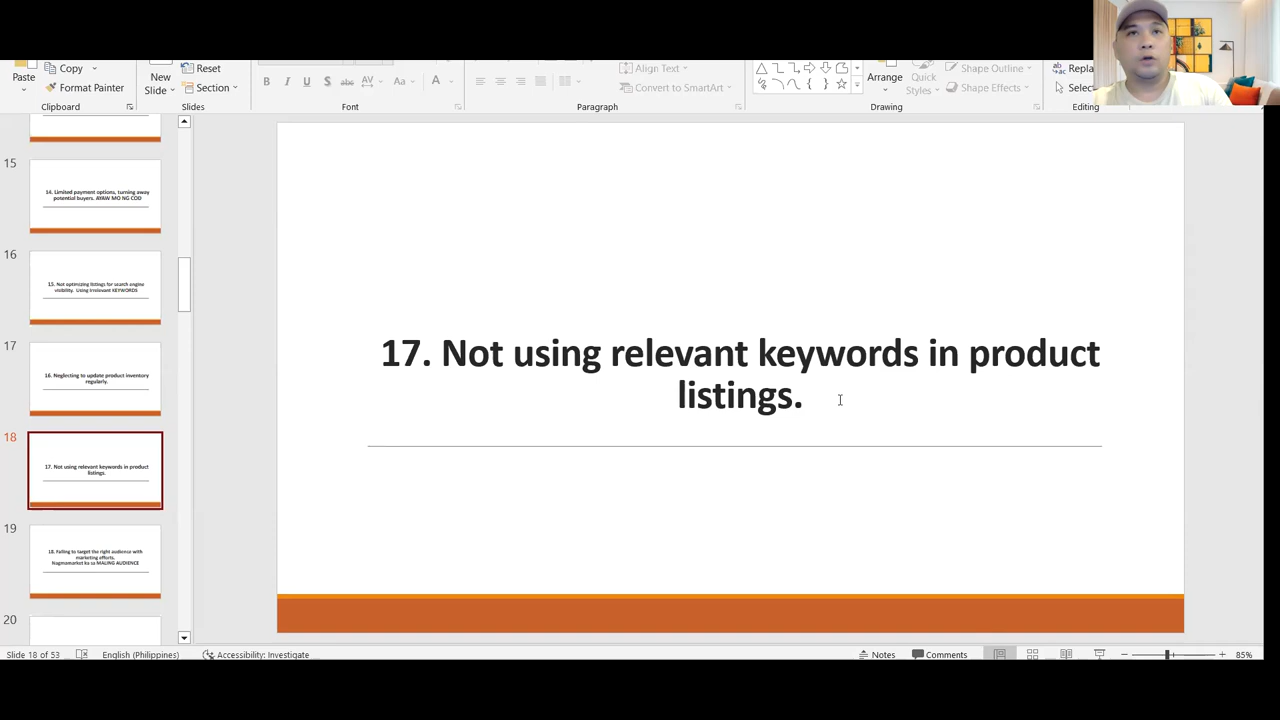 Paste
Copy
Format Painter
Clipboard
New
Slide
Reset
Section
Slides
B I U S abc AV Aa A
Font
Align Text
Convert to SmartArt
Paragraph
Arrange
Quick
Styles
Shape Outline
Shape Effects
Drawing
Editing
15
14. Limited payment options, turning away
potential buyers. AYAW MO NG COD
16
15. Not optimizing listings for search engine
visibility. Using Irrelevant KEYWORDS
17
16. Neglecting to update product inventory
regularly.
18
17. Not using relevant keywords in product
listings.
19
18. Failing to target the right audience with
marketing efforts.
Nagmamarket ka sa MALING AUDIENCE
20
17. Not using relevant keywords in product
listings.
Slide 18 of 53
English (Philippines)
Accessibility: Investigate
Notes
Comments
85%